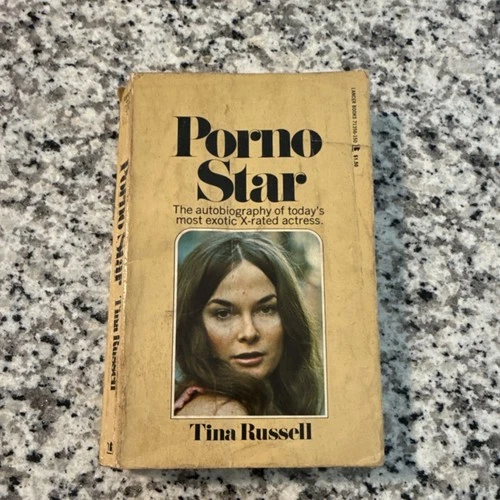 Porno
Star
The autobiography of today's
most exotic X-rated actress.
Tina Russell
Porno Star Tina Russell